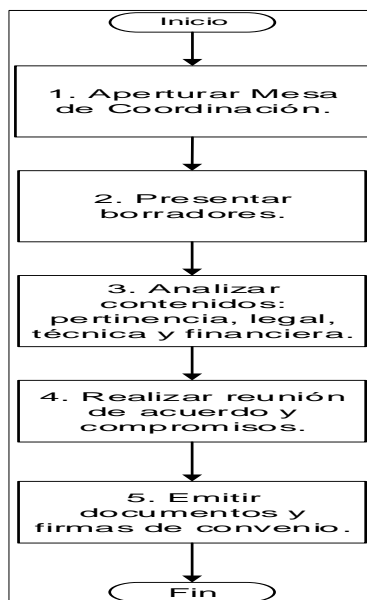 Inicio
1. Aperturar Mesa
de Coordinación.
2. Presentar
borradores.
3. Analizar
contenidos:
pertinencia, legal,
técnica y financiera.
4. Realizar reunión
de acuerdo y
compromisos.
5. Emitir
documentos y
firmas de convenio.
Fin